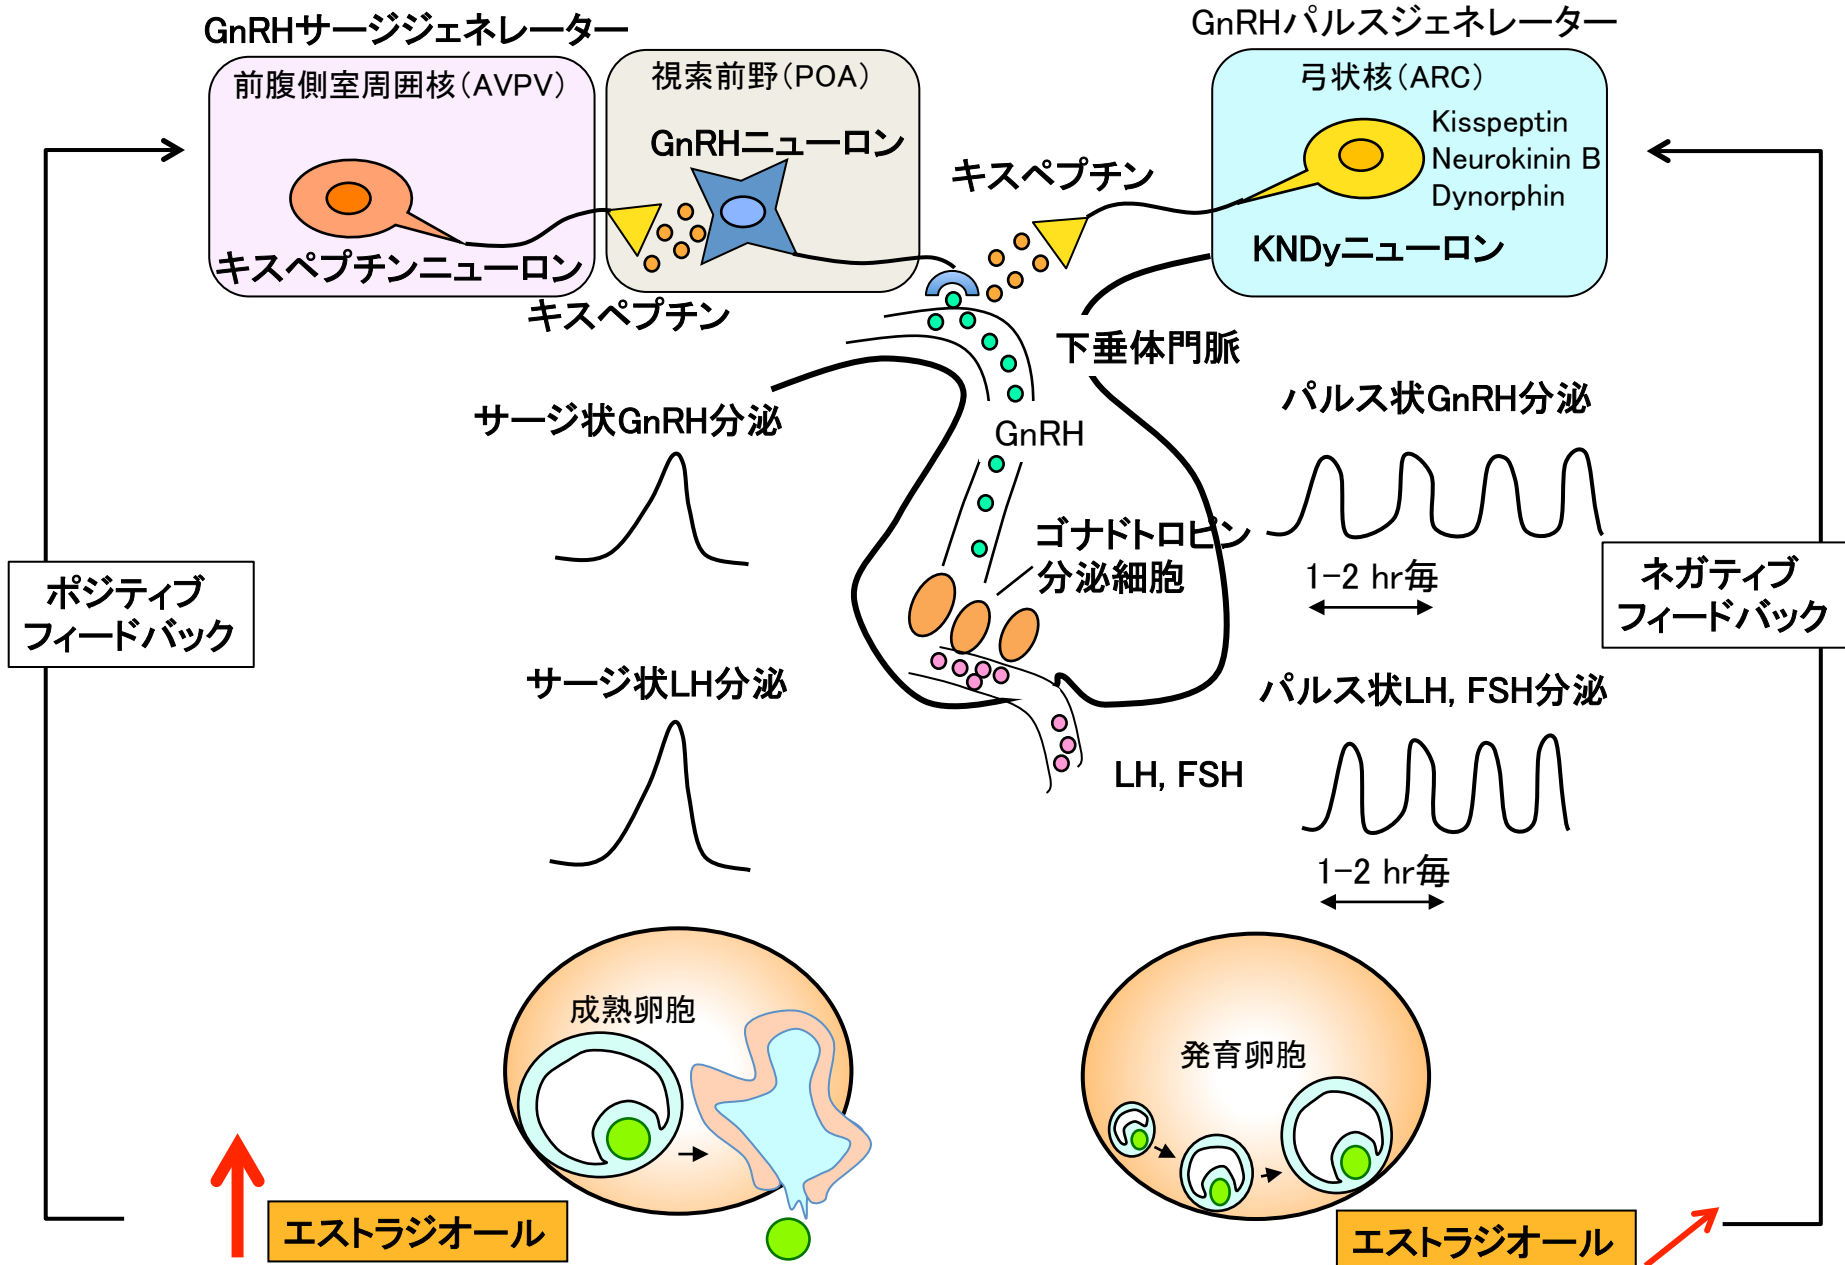 GnRHサージジェネレーター
前腹側室周囲核(AVPV)
キスペプチンニューロン
視索前野(POA)
GnRHニューロン
キスペプチン
GnRHパルスジェネレーター
弓状核(ARC)
Kisspeptin
Neurokinin B
Dynorphin
KNDyニューロン
キスペプチン
下垂体門脈
サージ状GnRH分泌
GnRH
パルス状GnRH分泌
ゴナドトロピン
分泌細胞
1-2 hr毎
ポジティブ
フィードバック
ネガティブ
フィードバック
サージ状LH分泌
パルス状LH, FSH分泌
LH, FSH
1-2 hr毎
成熟卵胞
発育卵胞
エストラジオール
エストラジオール